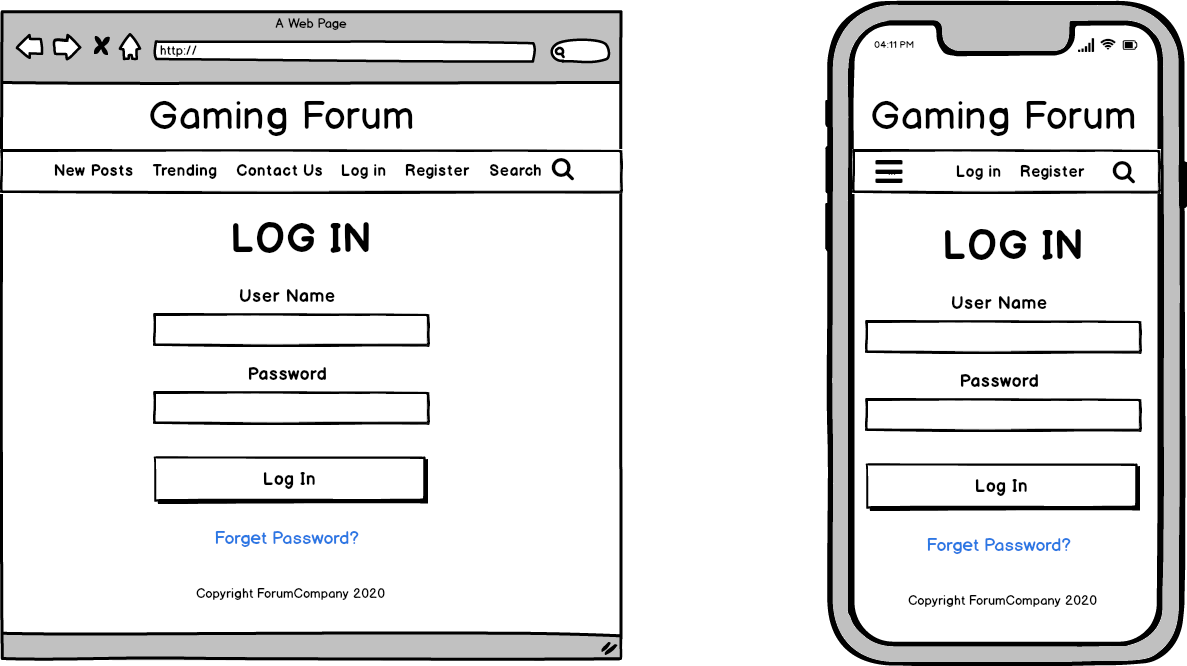 A Web Page
http://
Gaming Forum
New Posts Trending Contact Us Log in Register Search
LOG IN
User Name
Password
Log In
Forget Password?
Copyright ForumCompany 2020
04:11 PM
Gaming Forum
Log in Register
LOG IN
User Name
Password
Log In
Forget Password?
Copyright ForumCompany 2020